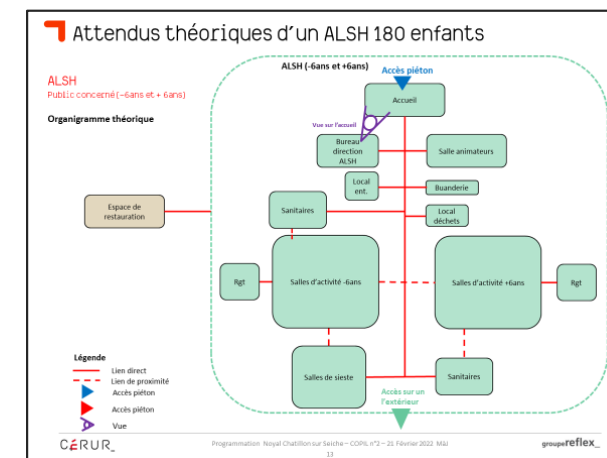 Attendus théoriques d'un ALSH 180 enfants
ALSH
Public concerné (-6ans et + 6ans)
Organigramme théorique
ALSH (-6ans et +6ans)
Accès piéton
Accueil
Vue sur l'accueil
Bureau
direction
ALSH
Salle animateurs
Local
ent.
Buanderie
Espace de
restauration
Sanitaires
Local
déchets
Rgt
Salles d'activité -6ans
Salles d'activité +6ans
Rgt
Salles de sieste
Sanitaires
Accès sur un
l'extérieur
Légende
Lien direct
Lien de proximité
Accès piéton
Accès piéton
Vue
CÉRUR_
Programmation Noyal Chatillon sur Seiche – COPIL n°2 – 21 Février 2022 M&I
13
groupereflex_